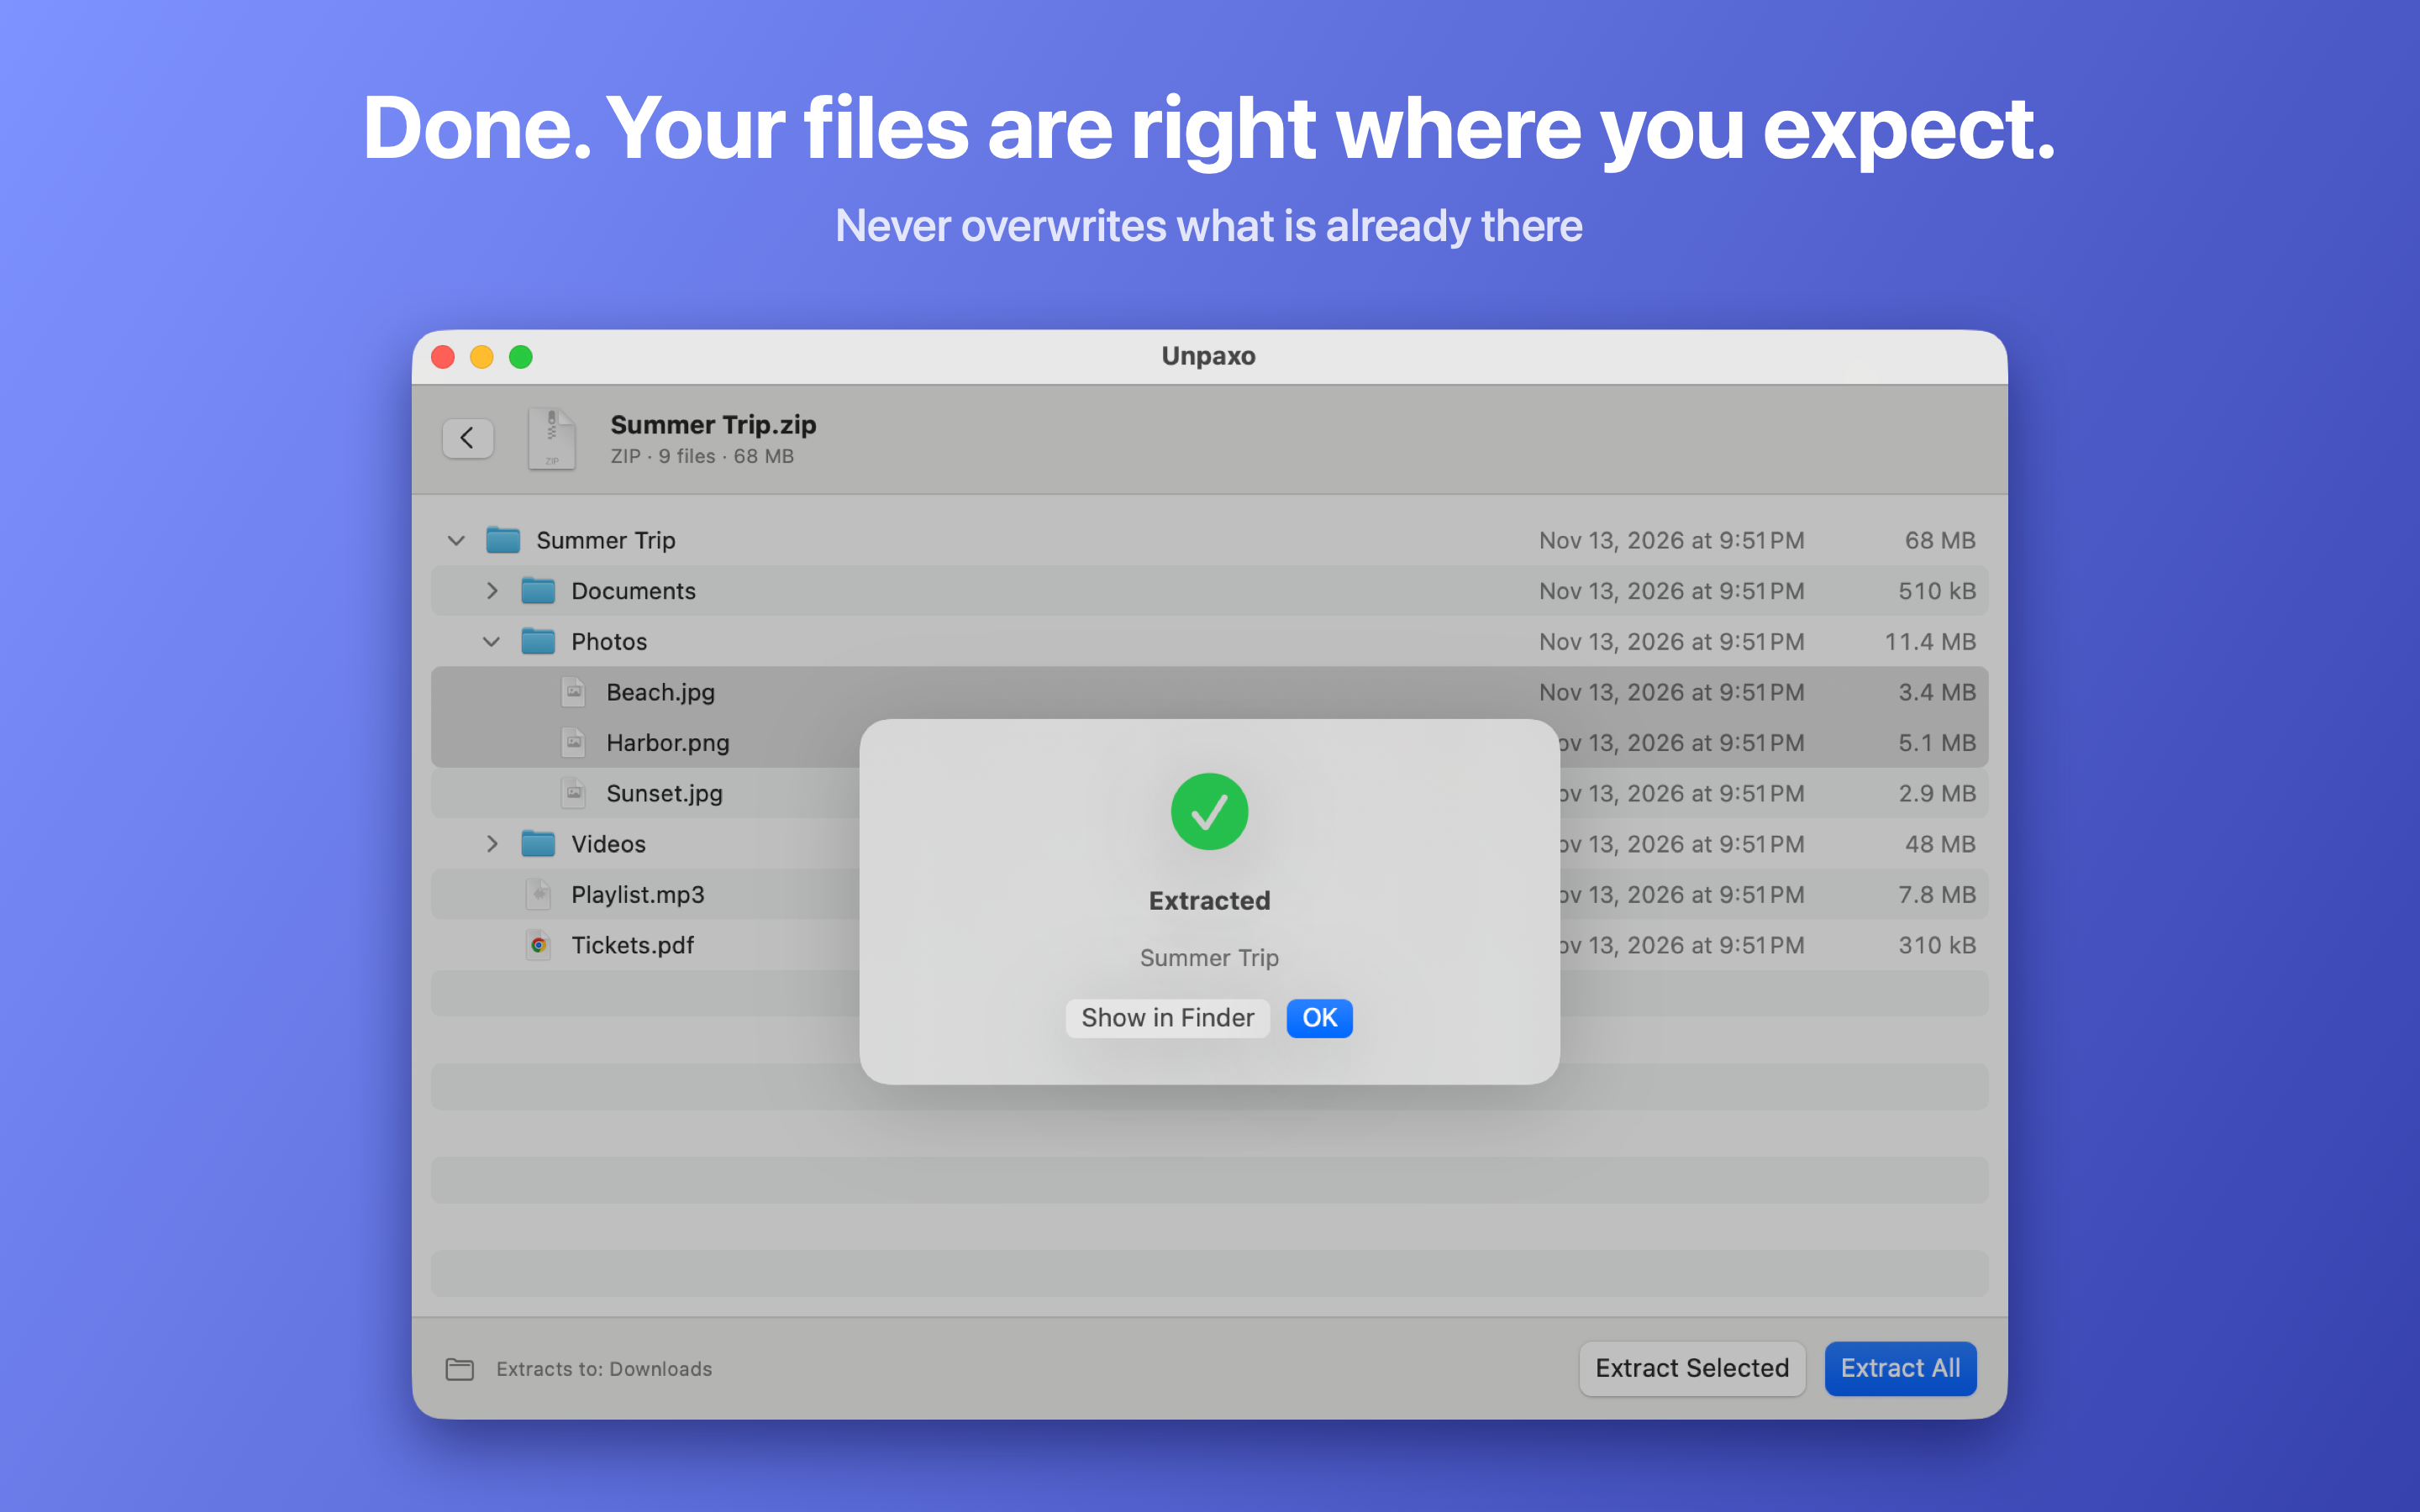 Done. Your files are right where you expect.
Never overwrites what is already there
Unpaxo
Summer Trip.zip
ZIP · 9 files · 68 MB
ZIP
Summer Trip Nov 13, 2026 at 9:51 PM 68 MB
Documents Nov 13, 2026 at 9:51 PM 510 kB
Photos Nov 13, 2026 at 9:51 PM 11.4 MB
Beach.jpg Nov 13, 2026 at 9:51 PM 3.4 MB
Harbor.png 13, 2026 at 9:51 PM 5.1 MB
Sunset.jpg 13, 2026 at 9:51 PM 2.9 MB
Videos 13, 2026 at 9:51 PM 48 MB
Playlist.mp3 13, 2026 at 9:51 PM 7.8 MB
Tickets.pdf 13, 2026 at 9:51 PM 310 kB
Extracted
Summer Trip
Show in Finder OK
Extracts to: Downloads Extract Selected Extract All